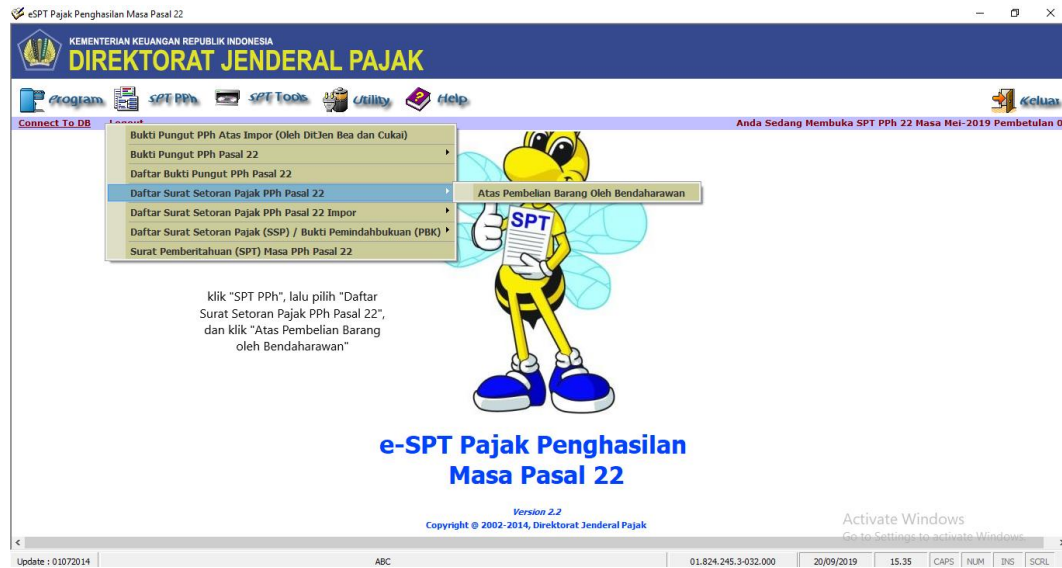 eSPT Pajak Penghasilan Masa Pasal 22
KEMENTERIAN KEUANGAN REPUBLIK INDONESIA
DIREKTORAT JENDERAL PAJAK
Program SPT PPh SPT Tools Utility Help Keluar
Connect To DB Logout Anda Sedang Membuka SPT PPh 22 Masa Mei-2019 Pembetulan 0
Bukti Pungut PPh Atas Impor (Oleh DitJen Bea dan Cukai)
Bukti Pungut PPh Pasal 22
Daftar Bukti Pungut PPh Pasal 22
Daftar Surat Setoran Pajak PPh Pasal 22
Atas Pembelian Barang Oleh Bendaharawan
Daftar Surat Setoran Pajak PPh Pasal 22 Impor
Daftar Surat Setoran Pajak (SSP) / Bukti Pemindahbukuan (PBK)
Surat Pemberitahuan (SPT) Masa PPh Pasal 22
SPT
klik "SPT PPh", lalu pilih "Daftar
Surat Setoran Pajak PPh Pasal 22",
dan klik "Atas Pembelian Barang
oleh Bendaharawan"
e-SPT Pajak Penghasilan
Masa Pasal 22
Version 2.2
Copyright @ 2002-2014, Direktorat Jenderal Pajak
Activate Windows
Go to Settings to activate Windows.
Update : 01072014 ABC 01.824.245.3-032.000 20/09/2019 15.35 CAPS NUM INS SCRL